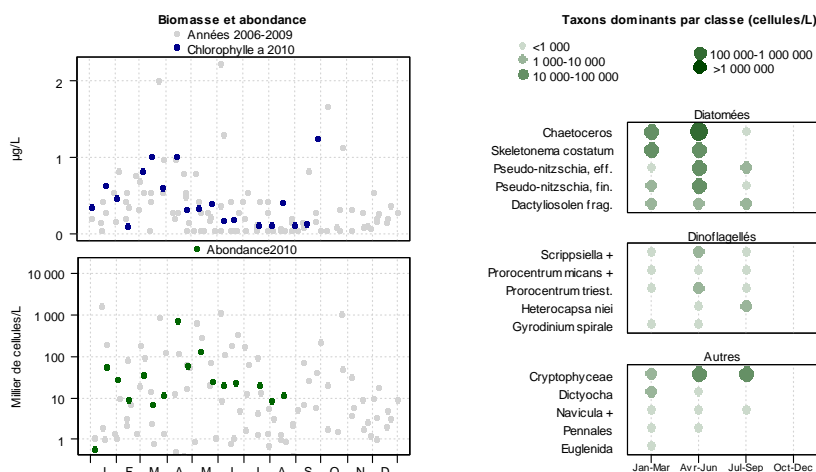 Biomasse et abondance
Années 2006-2009
Chlorophylle a 2010
µg/L
2
1
0
Abondance2010
Millier de cellules/L
10 000
1 000
100
10
1
J F M A M J J A S O N D
Taxons dominants par classe (cellules/L)
<1 000
1 000-10 000
10 000-100 000
100 000-1 000 000
>1 000 000
Diatomées
Chaetoceros
Skeletonema costatum
Pseudo-nitzschia, eff.
Pseudo-nitzschia, fin.
Dactyliosolen frag.
Dinoflagellés
Scrippsiella +
Prorocentrum micans +
Prorocentrum triest.
Heterocapsa niei
Gyrodinium spirale
Autres
Cryptophyceae
Dictyocha
Navicula +
Pennales
Euglenida
Jan-Mar Avr-Jun Jul-Sep Oct-Dec